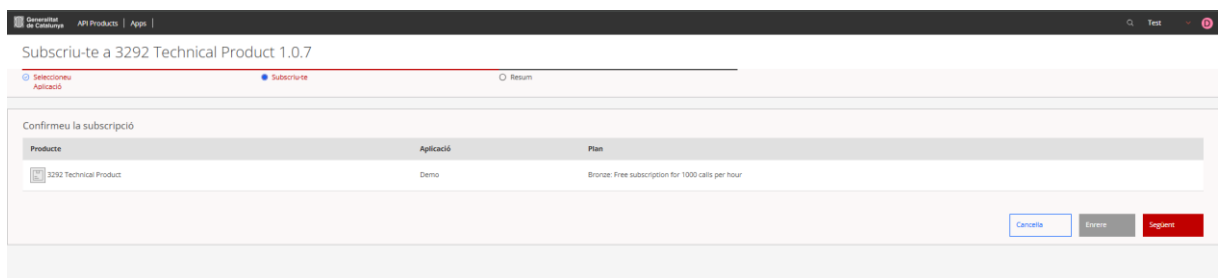 Generalitat de Catalunya API Products | Apps | Test D
Subscriu-te a 3292 Technical Product 1.0.7
Seleccioneu Aplicació Subscriu-te Resum
Confirmeu la subscripció
Producte Aplicació Plan
3292 Technical Product Demo Bronze: Free subscription for 1000 calls per hour
Cancella Enrere Següent